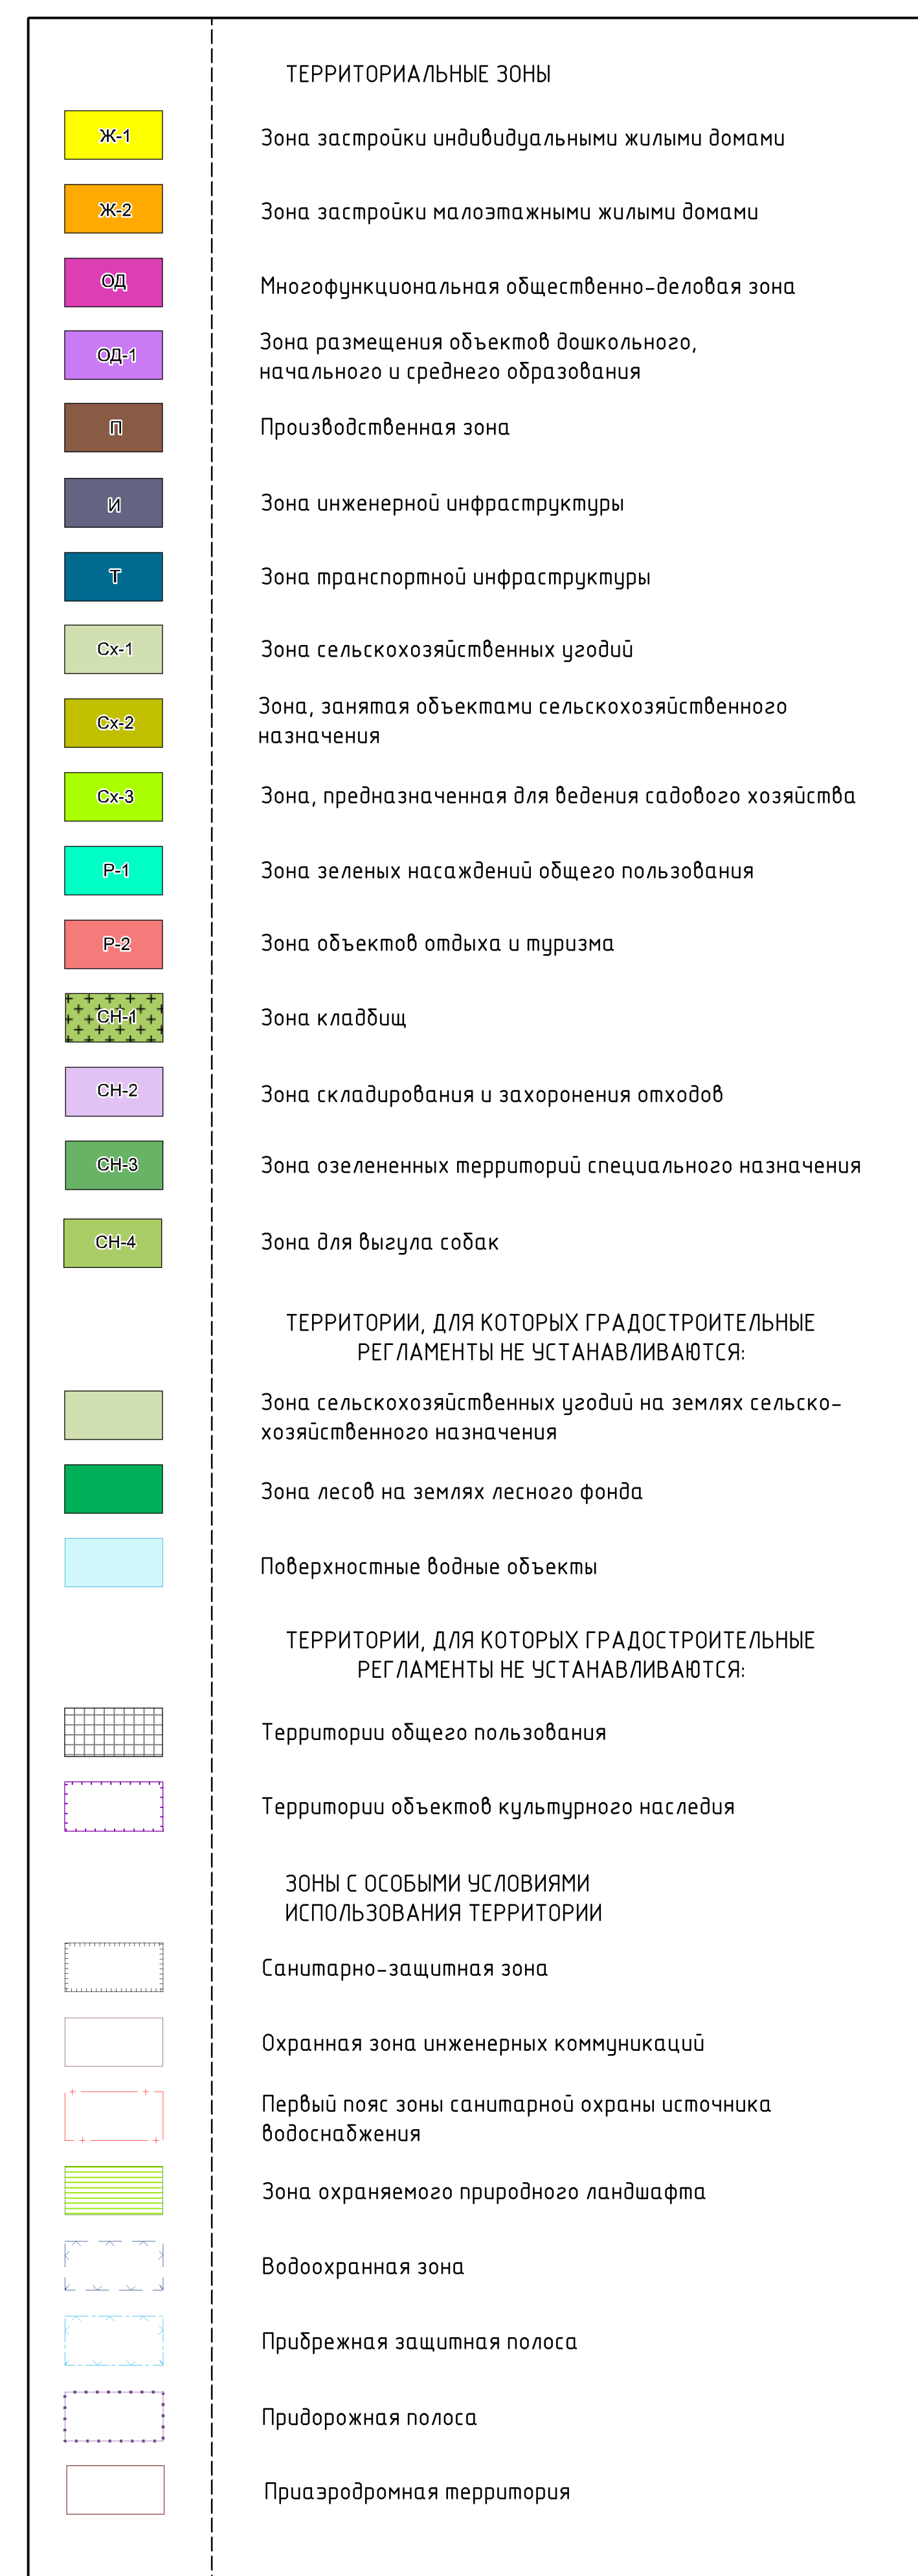 ТЕРРИТОРИАЛЬНЫЕ ЗОНЫ
Ж-1 Зона застройки индивидуальными жилыми домами
Ж-2 Зона застройки малоэтажными жилыми домами
ОД Многофункциональная общественно-деловая зона
ОД-1 Зона размещения объектов дошкольного,
начального и среднего образования
П Производственная зона
И Зона инженерной инфраструктуры
Т Зона транспортной инфраструктуры
Сх-1 Зона сельскохозяйственных угодий
Сх-2 Зона, занятая объектами сельскохозяйственного
назначения
Сх-3 Зона, предназначенная для ведения садового хозяйства
Р-1 Зона зеленых насаждений общего пользования
Р-2 Зона объектов отдыха и туризма
СН-1 Зона кладбищ
СН-2 Зона складирования и захоронения отходов
СН-3 Зона озелененных территорий специального назначения
СН-4 Зона для выгула собак
ТЕРРИТОРИИ, ДЛЯ КОТОРЫХ ГРАДОСТРОИТЕЛЬНЫЕ
РЕГЛАМЕНТЫ НЕ УСТАНАВЛИВАЮТСЯ:
Зона сельскохозяйственных угодий на землях сельско-
хозяйственного назначения
Зона лесов на землях лесного фонда
Поверхностные водные объекты
ТЕРРИТОРИИ, ДЛЯ КОТОРЫХ ГРАДОСТРОИТЕЛЬНЫЕ
РЕГЛАМЕНТЫ НЕ УСТАНАВЛИВАЮТСЯ:
Территории общего пользования
Территории объектов культурного наследия
ЗОНЫ С ОСОБЫМИ УСЛОВИЯМИ
ИСПОЛЬЗОВАНИЯ ТЕРРИТОРИИ
Санитарно-защитная зона
Охранная зона инженерных коммуникаций
Первый пояс зоны санитарной охраны источника
водоснабжения
Зона охраняемого природного ландшафта
Водоохранная зона
Прибрежная защитная полоса
Придорожная полоса
Приаэродромная территория